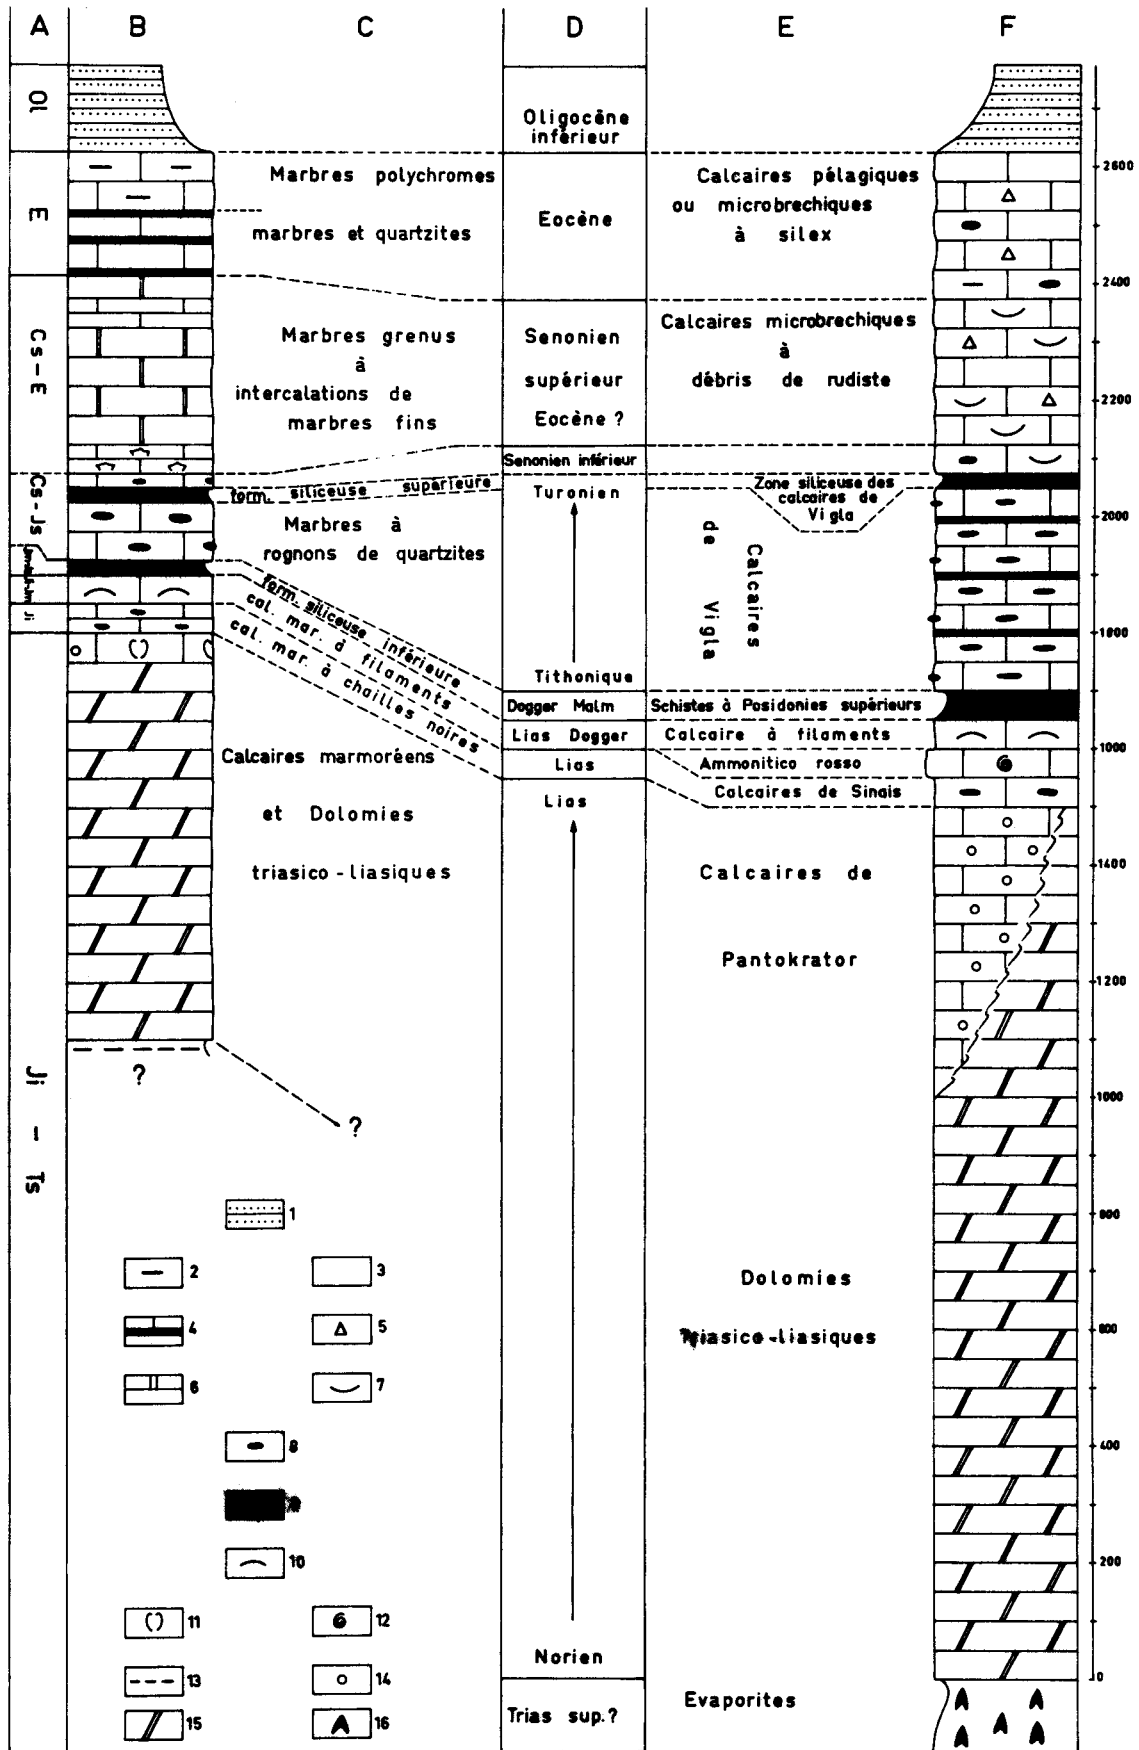 A B C D E F
Ol
E
Cs-E
Cs-Js
Ji
Ji - Ts
Marbres polychromes
marbres et quartzites
Marbres grenus
à
intercalations de
marbres fins
form. siliceuse supérieure
Marbres à
rognons de quartzites
form. siliceuse inférieure
cal. mar. à filaments
cal. mar. à chailles noires
Calcaires marmoréens
et Dolomies
triasico-liasiques
?
?
Oligocène
inférieur
Eocène
Senonien
supérieur
Eocène ?
Senonien inférieur
Turonien
Tithonique
Dogger Malm
Lias Dogger
Lias
Lias
Norien
Trias sup.?
Calcaires pélagiques
ou microbrechiques
à silex
Calcaires microbrechiques
à
débris de rudiste
Zone siliceuse des
calcaires de
Vigla
Calcaires
de Vigla
Schistes à Posidonies supérieurs
Calcaire à filaments
Ammonitico rosso
Calcaires de Sinais
Calcaires de
Pantokrator
Dolomies
Triasico-liasiques
Evaporites
2600
2400
2200
2000
1800
1000
1400
1200
1000
800
600
400
200
0
1
2 3
4 5
6 7
8
10
11 12
13 14
15 16